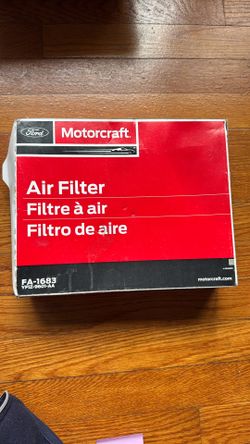 Ford
Motorcraft
Air Filter
Filtre à air
Filtro de aire
FA-1683
motorcraft.com